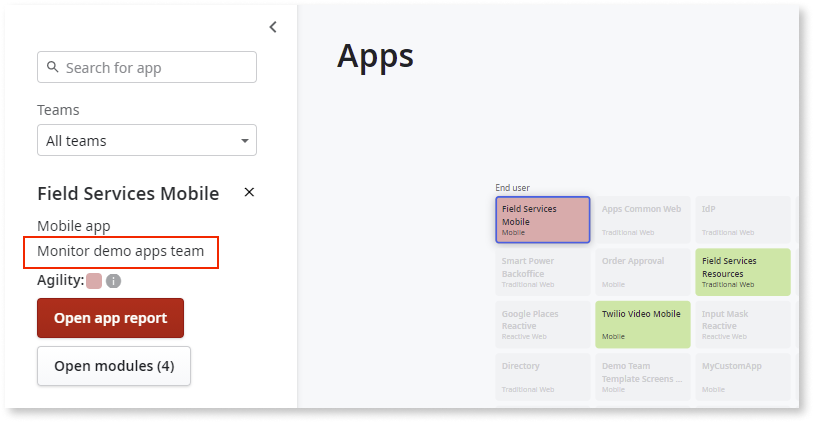 Search for app
Teams
All teams
Field Services Mobile
Mobile app
Monitor demo apps team
Agility:
Open app report
Open modules (4)
Apps
End user
Field Services
Mobile
Mobile
Apps Common Web
Traditional Web
IdP
Traditional Web
Smart Power
Backoffice
Traditional Web
Order Approval
Mobile
Field Services
Resources
Traditional Web
Google Places
Reactive
Reactive Web
Twilio Video Mobile
Mobile
Input Mask
Reactive
Reactive Web
Directory
Traditional Web
Demo Team
Template Screens ...
Mobile
MyCustomApp
Mobile